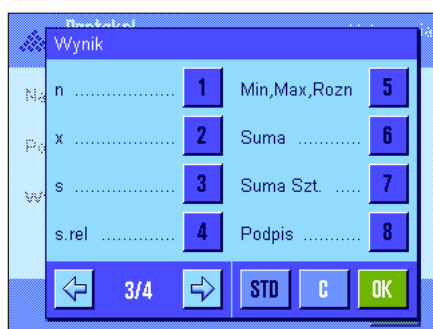 Wynik
n .................. 1
x .................. 2
s .................. 3
s.rel ............. 4
Min,Max,Rozn 5
Suma ........... 6
Suma Szt. ..... 7
Podpis .......... 8
3/4
STD
C
OK